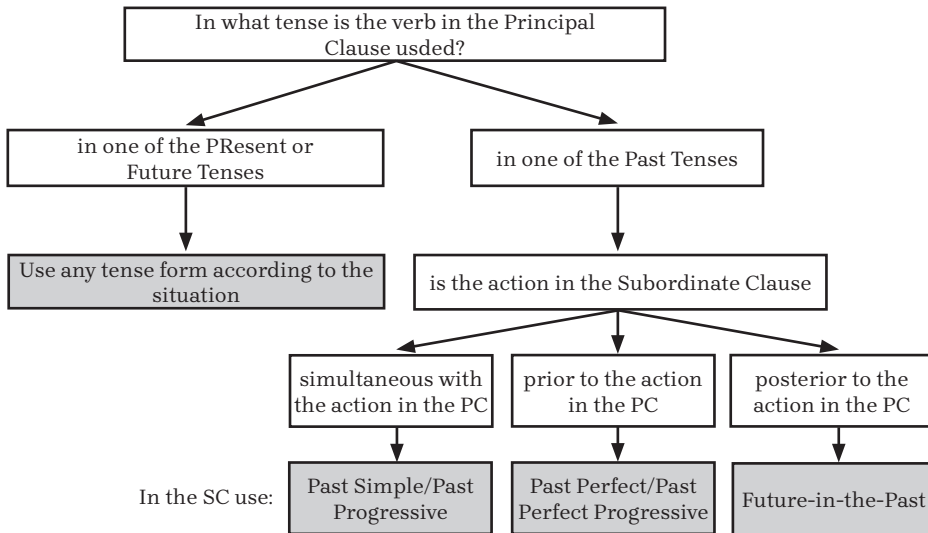 In what tense is the verb in the Principal
Clause usded?
in one of the PResent or
Future Tenses
in one of the Past Tenses
Use any tense form according to the
situation
is the action in the Subordinate Clause
simultaneous with
the action in the PC
prior to the action
in the PC
posterior to the
action in the PC
In the SC use:
Past Simple/Past
Progressive
Past Perfect/Past
Perfect Progressive
Future-in-the-Past